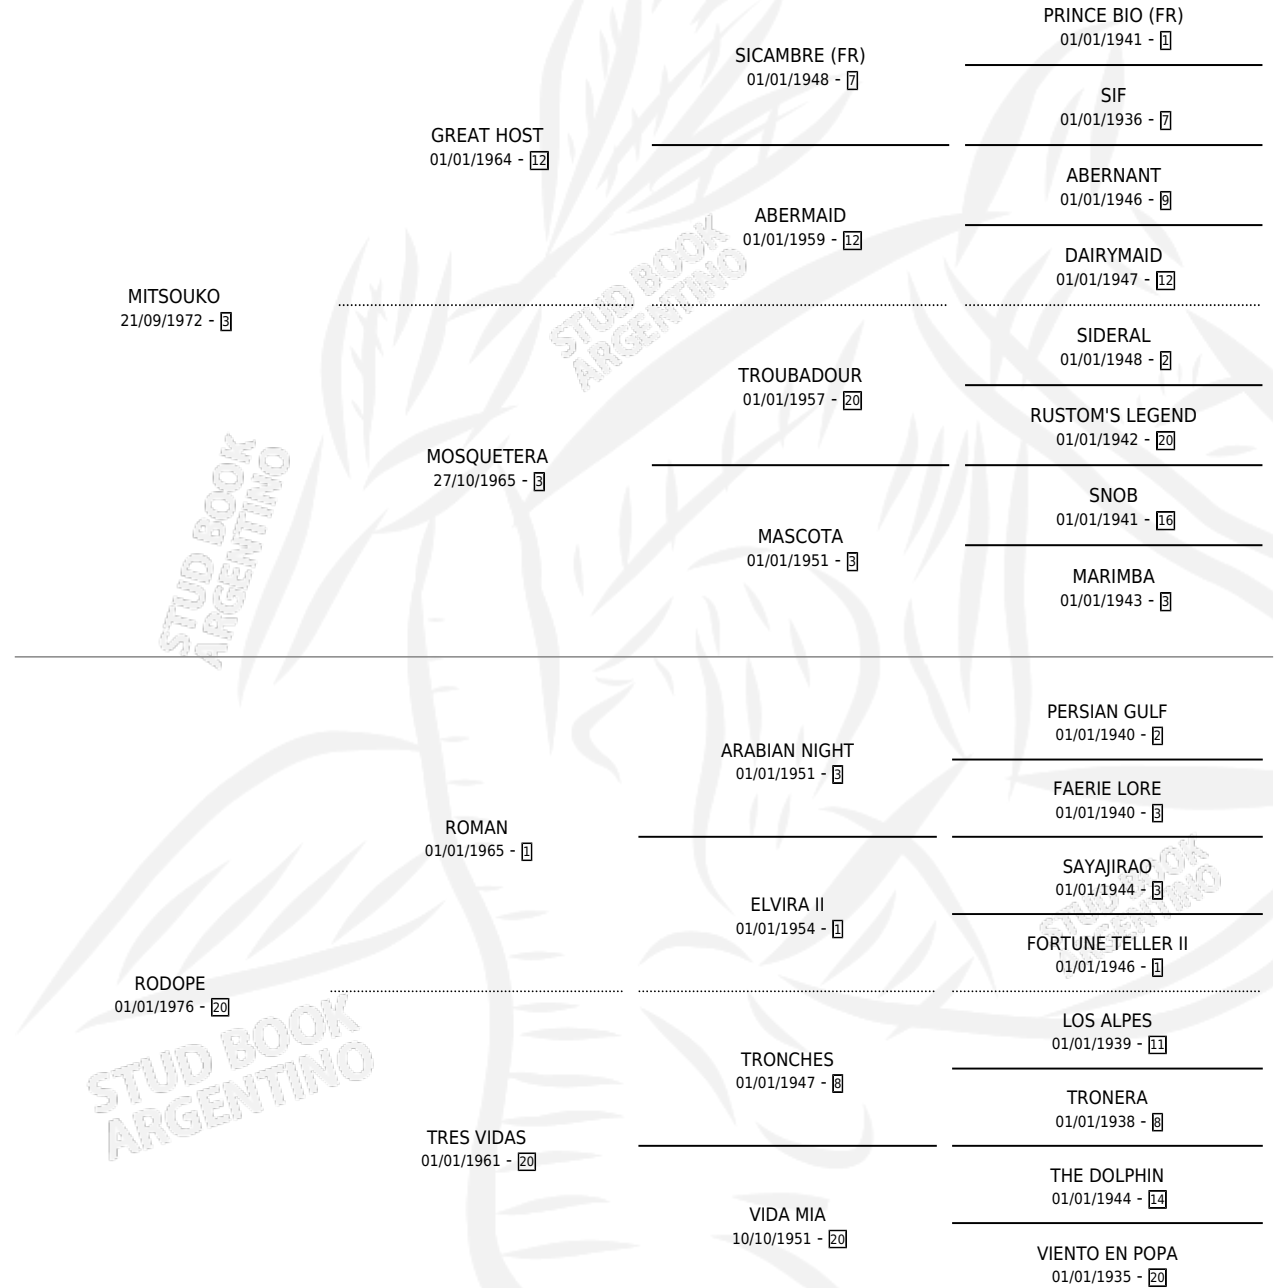 PRINCE BIO (FR)
01/01/1941 - 1
SICAMBRE (FR)
01/01/1948 - 7
SIF
01/01/1936 - 7
GREAT HOST
01/01/1964 - 12
ABERNANT
01/01/1946 - 9
ABERMAID
01/01/1959 - 12
DAIRYMAID
01/01/1947 - 12
MITSOUKO
21/09/1972 - 3
SIDERAL
01/01/1948 - 2
TROUBADOUR
01/01/1957 - 20
RUSTOM'S LEGEND
01/01/1942 - 20
MOSQUETERA
27/10/1965 - 3
SNOB
01/01/1941 - 16
MASCOTA
01/01/1951 - 3
MARIMBA
01/01/1943 - 3
STUD BOOK
ARGENTINO
STUD BOOK
ARGENTINO
PERSIAN GULF
01/01/1940 - 2
ARABIAN NIGHT
01/01/1951 - 3
FAERIE LORE
01/01/1940 - 3
ROMAN
01/01/1965 - 1
SAYAJIRAO
01/01/1944 - 3
ELVIRA II
01/01/1954 - 1
FORTUNE TELLER II
01/01/1946 - 1
RODOPE
01/01/1976 - 20
LOS ALPES
01/01/1939 - 11
TRONCHES
01/01/1947 - 8
TRONERA
01/01/1938 - 8
TRES VIDAS
01/01/1961 - 20
THE DOLPHIN
01/01/1944 - 14
VIDA MIA
10/10/1951 - 20
VIENTO EN POPA
01/01/1935 - 20
STUD BOOK
ARGENTINO
STUD BOOK
ARGENTINO